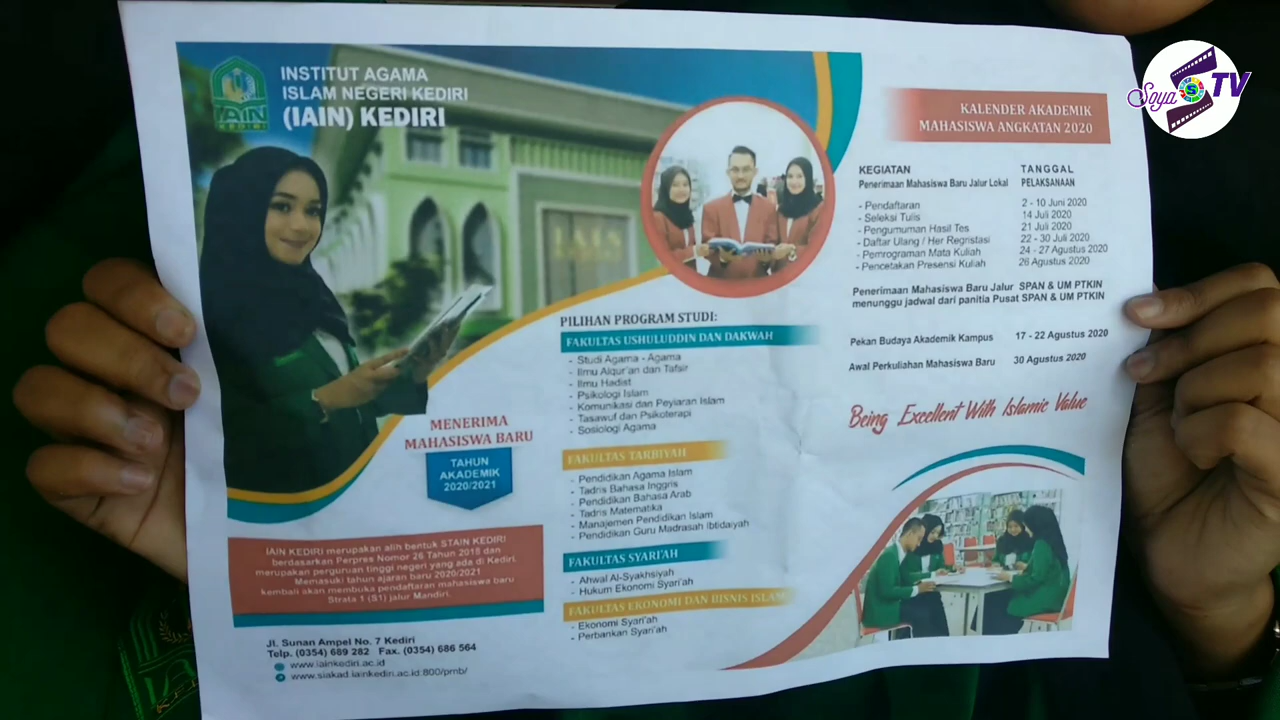 INSTITUT AGAMA
ISLAM NEGERI KEDIRI
(IAIN) KEDIRI
IAIN
KEDIRI
MENERIMA
MAHASISWA BARU
TAHUN
AKADEMIK
2020/2021
IAIN KEDIRI merupakan alih bentuk STAIN KEDIRI
berdasarkan Perpres Nomor 26 Tahun 2018 dan
merupakan perguruan tinggi negeri yang ada di Kediri.
Memasuki tahun ajaran baru 2020/2021
kembali akan membuka pendaftaran mahasiswa baru
Strata 1 (S1) jalur Mandiri.
Jl. Sunan Ampel No. 7 Kediri
Telp. (0354) 689 282 Fax. (0354) 686 564
www.iainkediri.ac.id
www.siakad.iainkediri.ac.id:800/pmb/
PILIHAN PROGRAM STUDI:
FAKULTAS USHULUDDIN DAN DAKWAH
- Studi Agama - Agama
- Ilmu Alqur'an dan Tafsir
- Ilmu Hadist
- Psikologi Islam
- Komunikasi dan Peyiaran Islam
- Tasawuf dan Psikoterapi
- Sosiologi Agama
FAKULTAS TARBIYAH
- Pendidikan Agama Islam
- Tadris Bahasa Inggris
- Pendidikan Bahasa Arab
- Tadris Matematika
- Manajemen Pendidikan Islam
- Pendidikan Guru Madrasah Ibtidaiyah
FAKULTAS SYARI'AH
- Ahwal Al-Syakhsiyah
- Hukum Ekonomi Syari'ah
FAKULTAS EKONOMI DAN BISNIS ISLAM
- Ekonomi Syari'ah
- Perbankan Syari'ah
KALENDER AKADEMIK
MAHASISWA ANGKATAN 2020
KEGIATAN TANGGAL
Penerimaan Mahasiswa Baru Jalur Lokal PELAKSANAAN
- Pendaftaran 2 - 10 Juni 2020
- Seleksi Tulis 14 Juli 2020
- Pengumuman Hasil Tes 21 Juli 2020
- Daftar Ulang / Her Regristasi 22 - 30 Juli 2020
- Pemrograman Mata Kuliah 24 - 27 Agustus 2020
- Pencetakan Presensi Kuliah 26 Agustus 2020
Penerimaan Mahasiswa Baru Jalur SPAN & UM PTKIN
menunggu jadwal dari panitia Pusat SPAN & UM PTKIN
Pekan Budaya Akademik Kampus 17 - 22 Agustus 2020
Awal Perkuliahan Mahasiswa Baru 30 Agustus 2020
Being Excellent With Islamic Value
Soya S TV